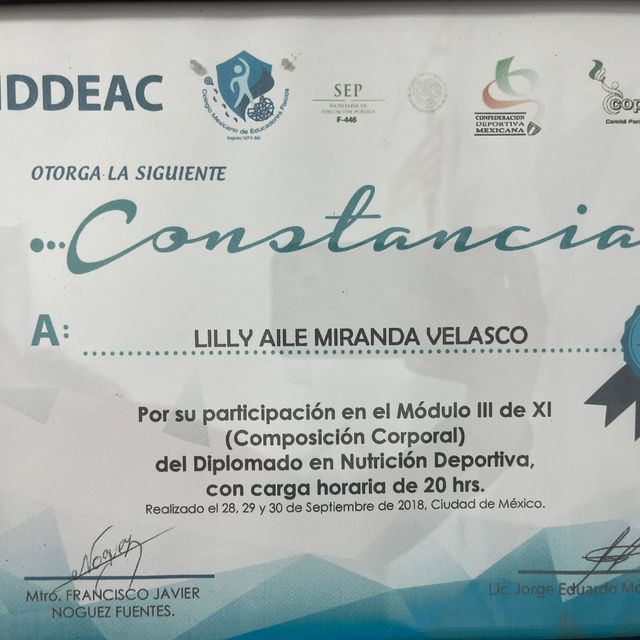 IDDEAC
Colegio Mexicano de Educadores Físicos
SEP
SECRETARÍA DE
EDUCACIÓN PÚBLICA
F-446
CONFEDERACIÓN
DEPORTIVA
MEXICANA
OTORGA LA SIGUIENTE
...Constancia
A:
LILLY AILE MIRANDA VELASCO
Por su participación en el Módulo III de XI
(Composición Corporal)
del Diplomado en Nutrición Deportiva,
con carga horaria de 20 hrs.
Realizado el 28, 29 y 30 de Septiembre de 2018, Ciudad de México.
Noguez
Mtro. FRANCISCO JAVIER
NOGUEZ FUENTES.
Lic. Jorge Eduardo